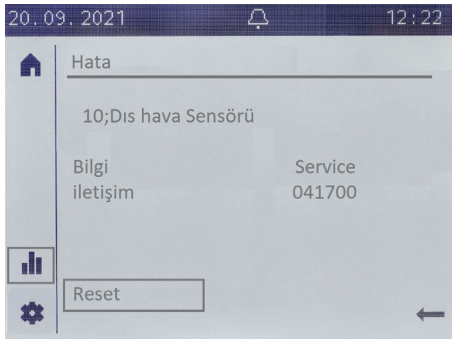 20.09.2021 12:22
Hata
10;Dıs hava Sensörü
Bilgi Service
iletişim 041700
Reset